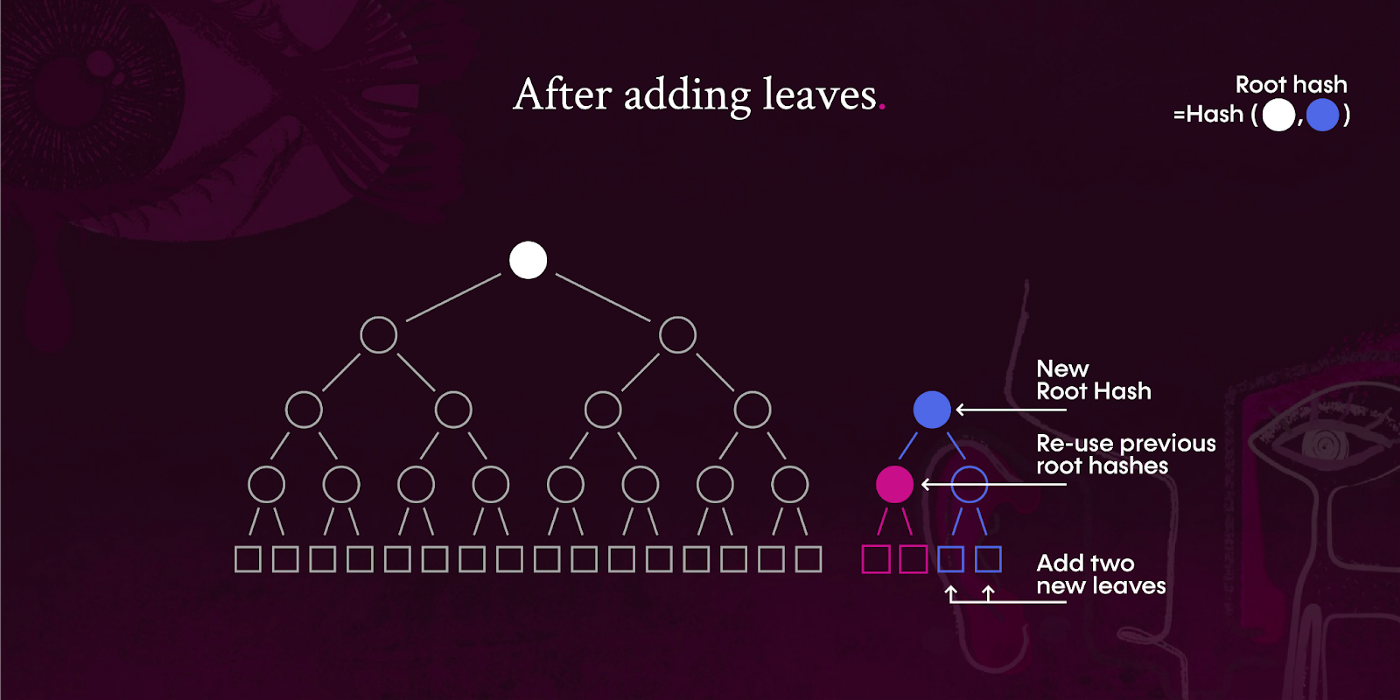 After adding leaves.
Root hash
=Hash ( , )
New
Root Hash
Re-use previous
root hashes
Add two
new leaves